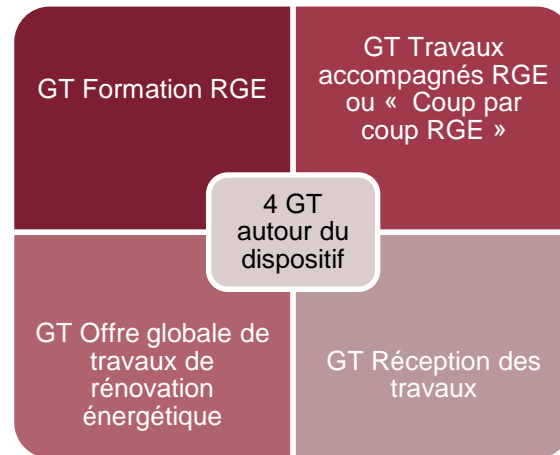 GT Formation RGE
GT Travaux
accompagnés RGE
ou «  Coup par
coup RGE »
4 GT
autour du
dispositif
GT Offre globale de
travaux de
rénovation
énergétique
GT Réception des
travaux